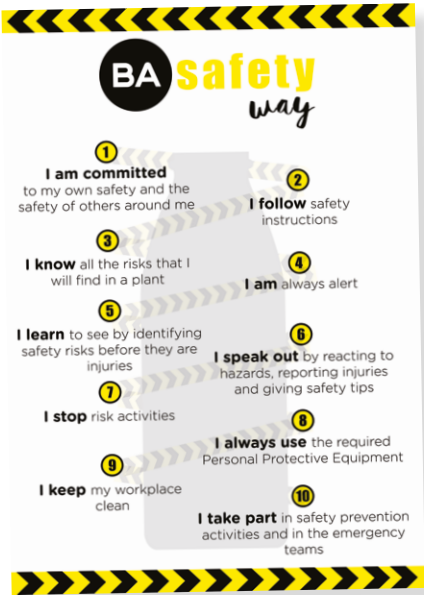 BA safety
way
1
I am committed
to my own safety and the
safety of others around me
2
I follow safety
instructions
3
I know all the risks that I
will find in a plant
4
I am always alert
5
I learn to see by identifying
safety risks before they are
injuries
6
I speak out by reacting to
hazards, reporting injuries
and giving safety tips
7
I stop risk activities
8
I always use the required
Personal Protective Equipment
9
I keep my workplace
clean
10
I take part in safety prevention
activities and in the emergency
teams